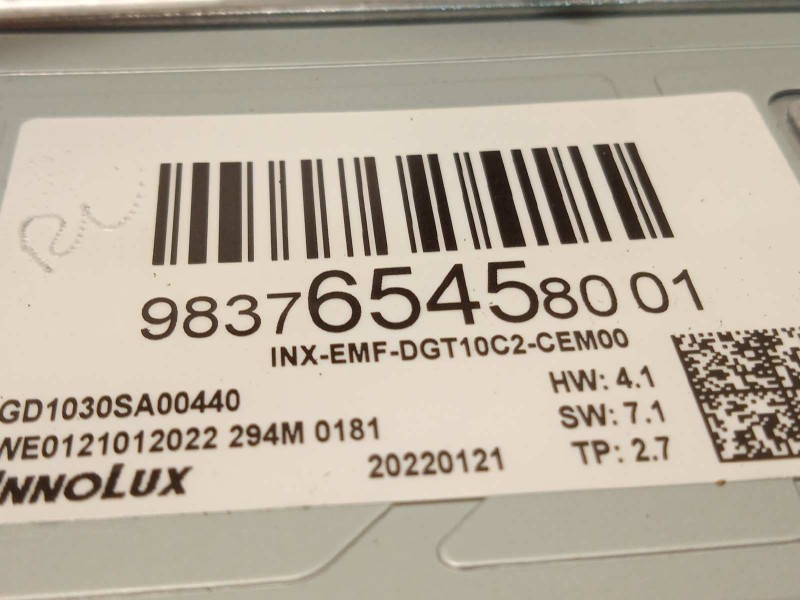 9837654580 01
INX-EMF-DGT10C2-CEM00
GD1030SA00440
WE0121012022 294M 0181
INNOLUX
20220121
HW: 4.1
SW: 7.1
TP: 2.7